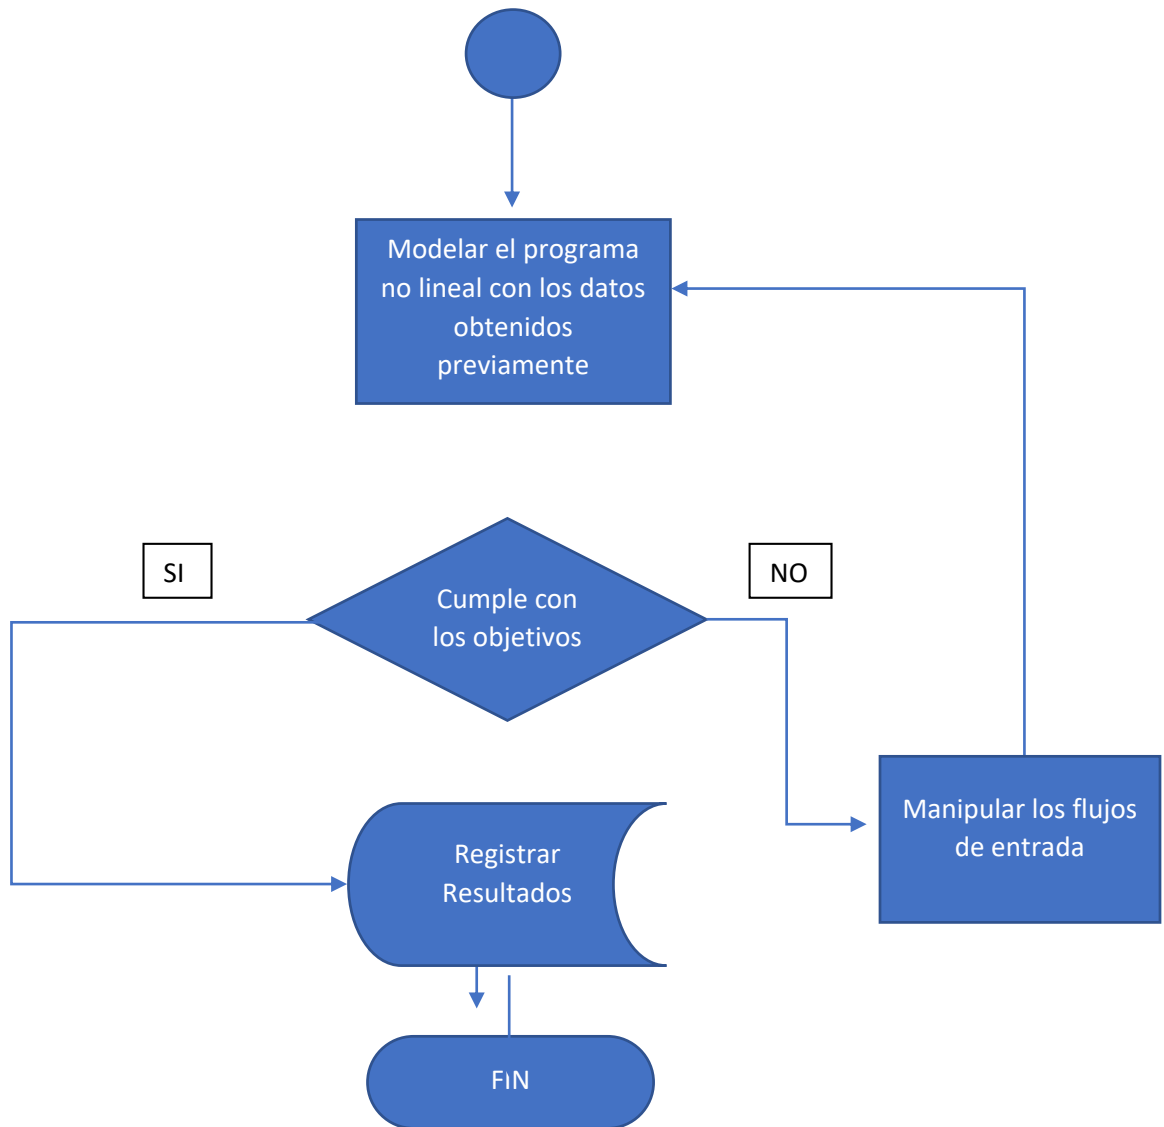 Modelar el programa
no lineal con los datos
obtenidos
previamente
SI
NO
Cumple con
los objetivos
Manipular los flujos
de entrada
Registrar
Resultados
FIN